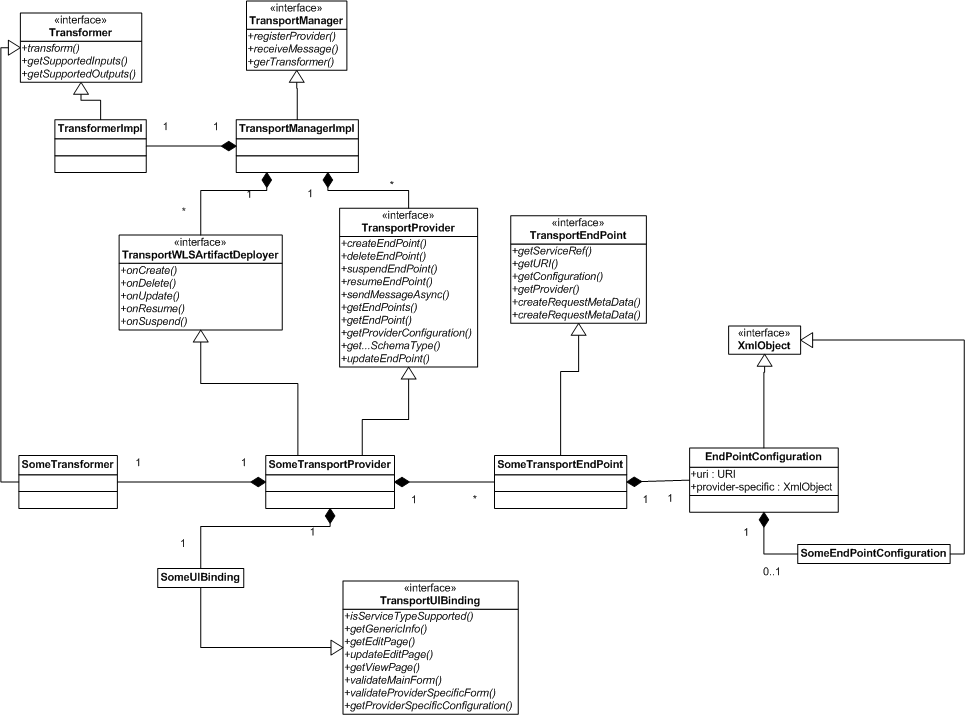 «interface»
Transformer
+transform()
+getSupportedInputs()
+getSupportedOutputs()
«interface»
TransportManager
+registerProvider()
+receiveMessage()
+gerTransformer()
TransformerImpl
1
1
TransportManagerImpl
1
*
1
*
«interface»
TransportWLSArtifactDeployer
+onCreate()
+onDelete()
+onUpdate()
+onResume()
+onSuspend()
«interface»
TransportProvider
+createEndPoint()
+deleteEndPoint()
+suspendEndPoint()
+resumeEndPoint()
+sendMessageAsync()
+getEndPoints()
+getEndPoint()
+getProviderConfiguration()
+get...SchemaType()
+updateEndPoint()
«interface»
TransportEndPoint
+getServiceRef()
+getURI()
+getConfiguration()
+getProvider()
+createRequestMetaData()
+createRequestMetaData()
«interface»
XmlObject
SomeTransformer
1
1
SomeTransportProvider
1
*
SomeTransportEndPoint
1
1
EndPointConfiguration
+uri : URI
+provider-specific : XmlObject
1
0..1
SomeEndPointConfiguration
1
1
SomeUIBinding
«interface»
TransportUIBinding
+isServiceTypeSupported()
+getGenericInfo()
+getEditPage()
+updateEditPage()
+getViewPage()
+validateMainForm()
+validateProviderSpecificForm()
+getProviderSpecificConfiguration()